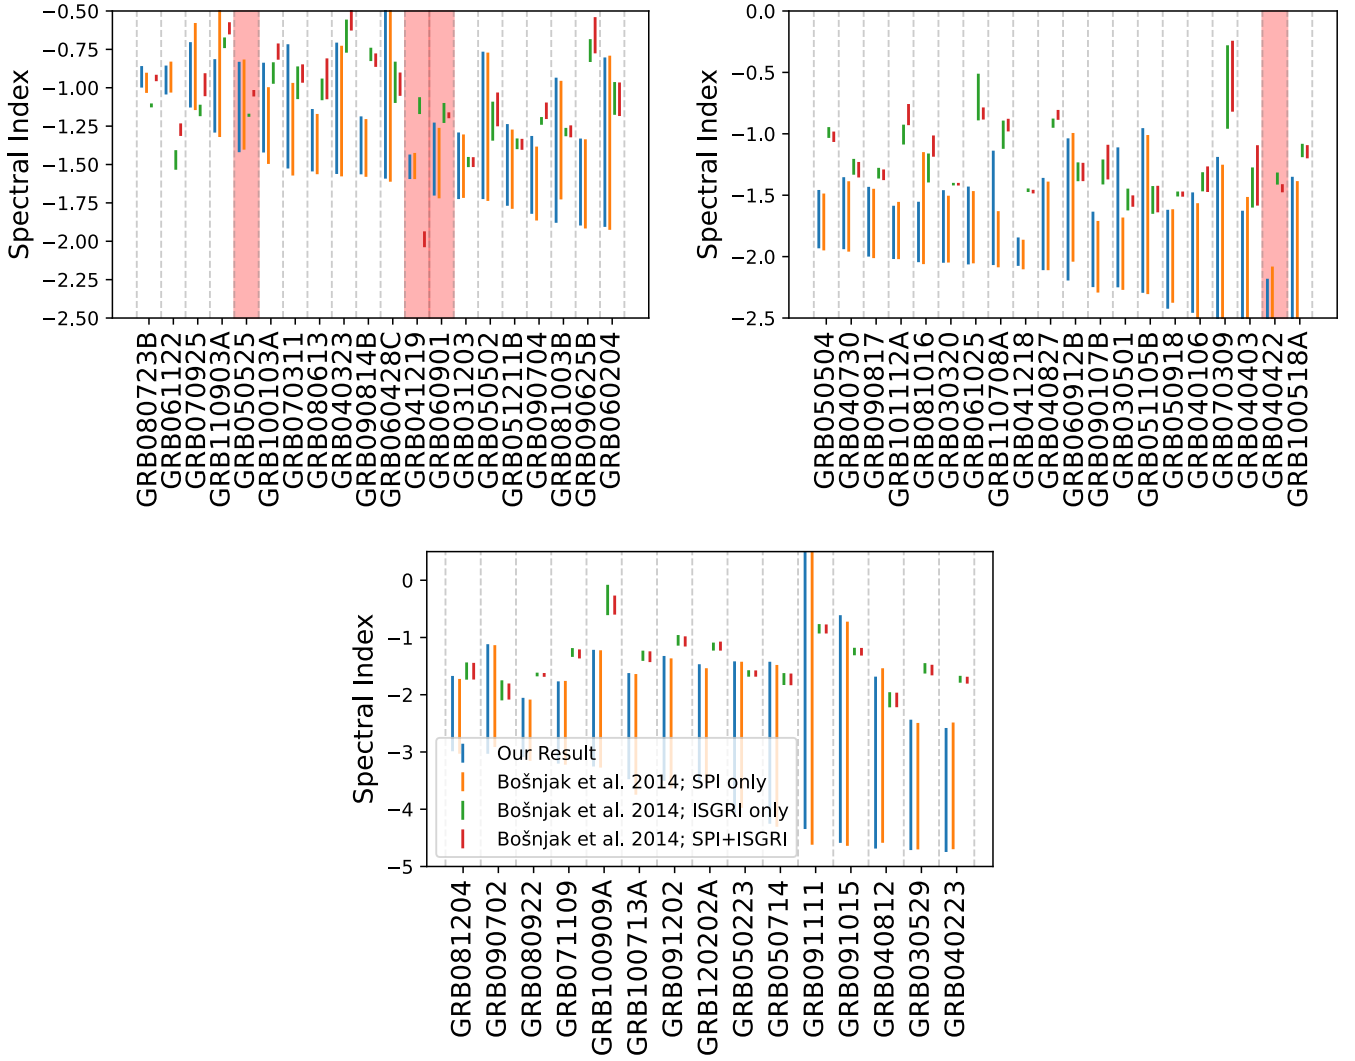 Spectral Index
−0.50
−0.75
−1.00
−1.25
−1.50
−1.75
−2.00
−2.25
−2.50
GRB080723B
GRB061122
GRB070925
GRB110903A
GRB050525
GRB100103A
GRB070311
GRB080613
GRB040323
GRB090814B
GRB060428C
GRB041219
GRB060901
GRB031203
GRB050502
GRB051211B
GRB090704
GRB081003B
GRB090625B
GRB060204
Spectral Index
0.0
−0.5
−1.0
−1.5
−2.0
−2.5
GRB050504
GRB040730
GRB090817
GRB101112A
GRB081016
GRB030320
GRB061025
GRB110708A
GRB041218
GRB040827
GRB060912B
GRB090107B
GRB030501
GRB051105B
GRB050918
GRB040106
GRB070309
GRB040403
GRB040422
GRB100518A
Spectral Index
0
−1
−2
−3
−4
−5
Our Result
Bošnjak et al. 2014; SPI only
Bošnjak et al. 2014; ISGRI only
Bošnjak et al. 2014; SPI+ISGRI
GRB081204
GRB090702
GRB080922
GRB071109
GRB100909A
GRB100713A
GRB091202
GRB120202A
GRB050223
GRB050714
GRB091111
GRB091015
GRB040812
GRB030529
GRB040223